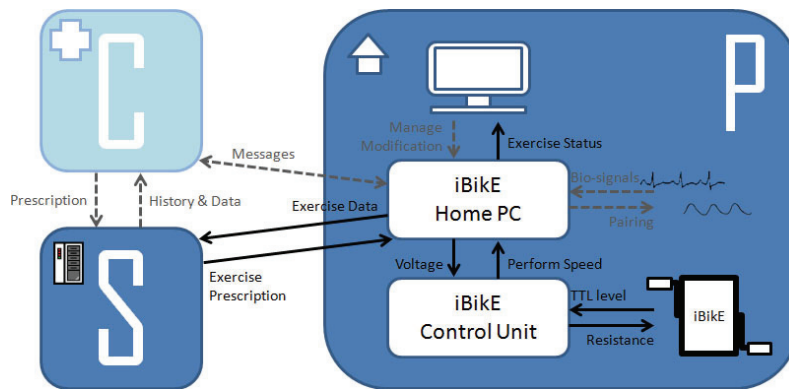 C
P
Manage
Modification
Exercise Status
Messages
iBikE
Home PC
Bio-signals
Pairing
Prescription
History & Data
Exercise Data
Exercise
Prescription
Voltage
Perform Speed
S
iBikE
Control Unit
TTL level
Resistance
iBikE